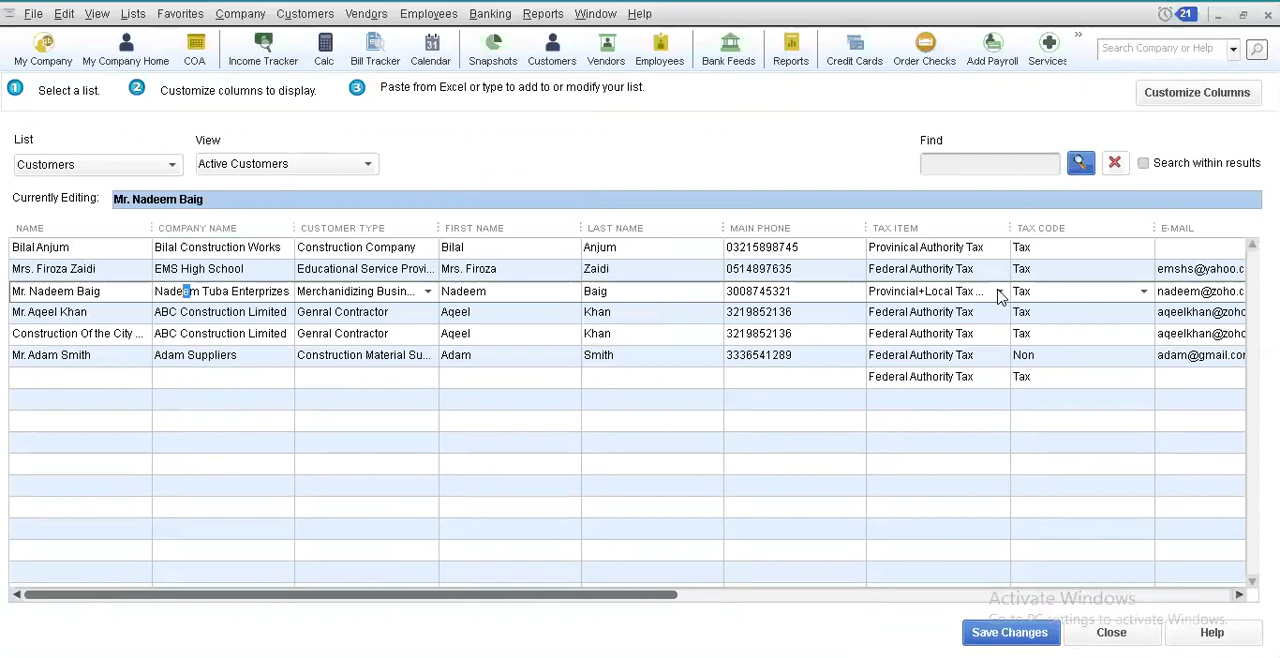 File Edit View Lists Favorites Company Customers Vendors Employees Banking Reports Window Help 21
My Company My Company Home COA Income Tracker Calc Bill Tracker Calendar Snapshots Customers Vendors Employees Bank Feeds Reports Credit Cards Order Checks Add Payroll Services Search Company or Help
1 Select a list. 2 Customize columns to display. 3 Paste from Excel or type to add to or modify your list. Customize Columns
List View Find
Customers Active Customers Search within results
Currently Editing: Mr. Nadeem Baig
NAME COMPANY NAME CUSTOMER TYPE FIRST NAME LAST NAME MAIN PHONE TAX ITEM TAX CODE E-MAIL
Bilal Anjum Bilal Construction Works Construction Company Bilal Anjum 03215898745 Provinical Authority Tax Tax
Mrs. Firoza Zaidi EMS High School Educational Service Provi... Mrs. Firoza Zaidi 0514897635 Federal Authority Tax Tax emshs@yahoo.c
Mr. Nadeem Baig Nadeem Tuba Enterprizes Merchandizing Busin... Nadeem Baig 3008745321 Provincial+Local Tax ... Tax nadeem@zoho.c
Mr. Aqeel Khan ABC Construction Limited Genral Contractor Aqeel Khan 3219852136 Federal Authority Tax Tax aqeelkhan@zoho
Construction Of the City ... ABC Construction Limited Genral Contractor Aqeel Khan 3219852136 Federal Authority Tax Tax aqeelkhan@zoho
Mr. Adam Smith Adam Suppliers Construction Material Su... Adam Smith 3336541289 Federal Authority Tax Non adam@gmail.cor
Federal Authority Tax Tax
Activate Windows
Go to PC settings to activate Windows.
Save Changes Close Help